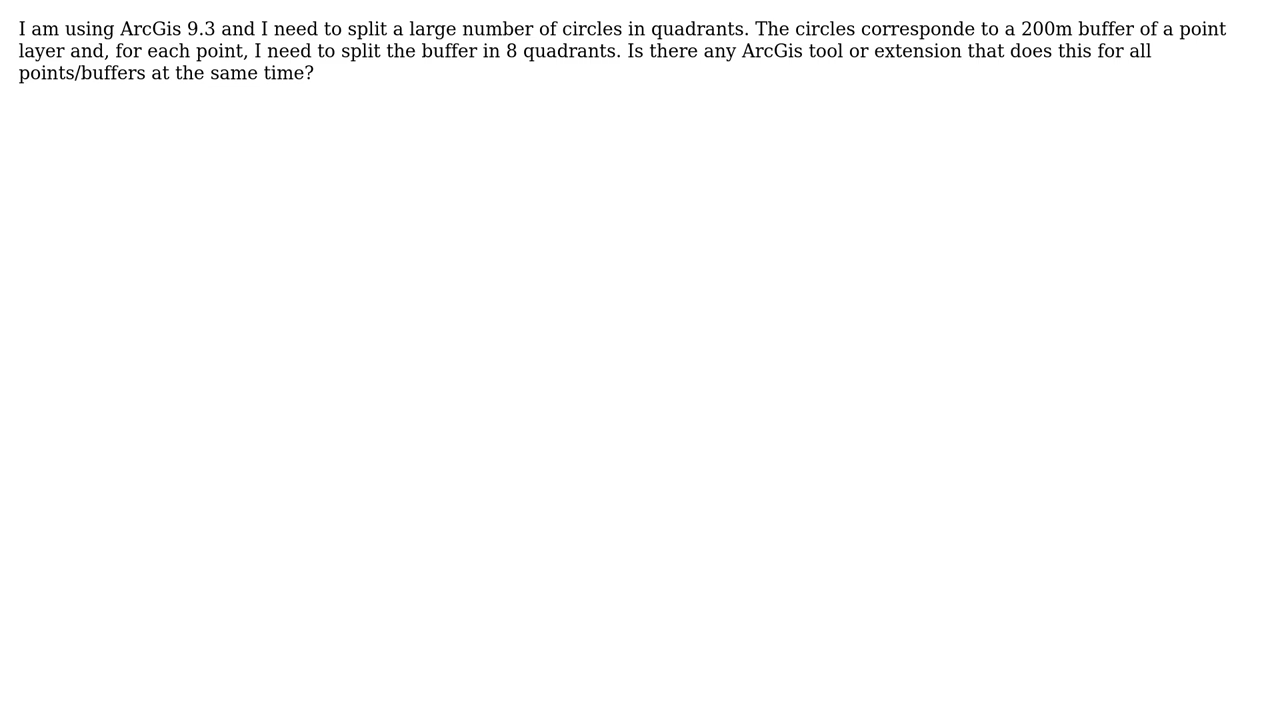 I am using ArcGis 9.3 and I need to split a large number of circles in quadrants. The circles corresponde to a 200m buffer of a point
layer and, for each point, I need to split the buffer in 8 quadrants. Is there any ArcGis tool or extension that does this for all
points/buffers at the same time?